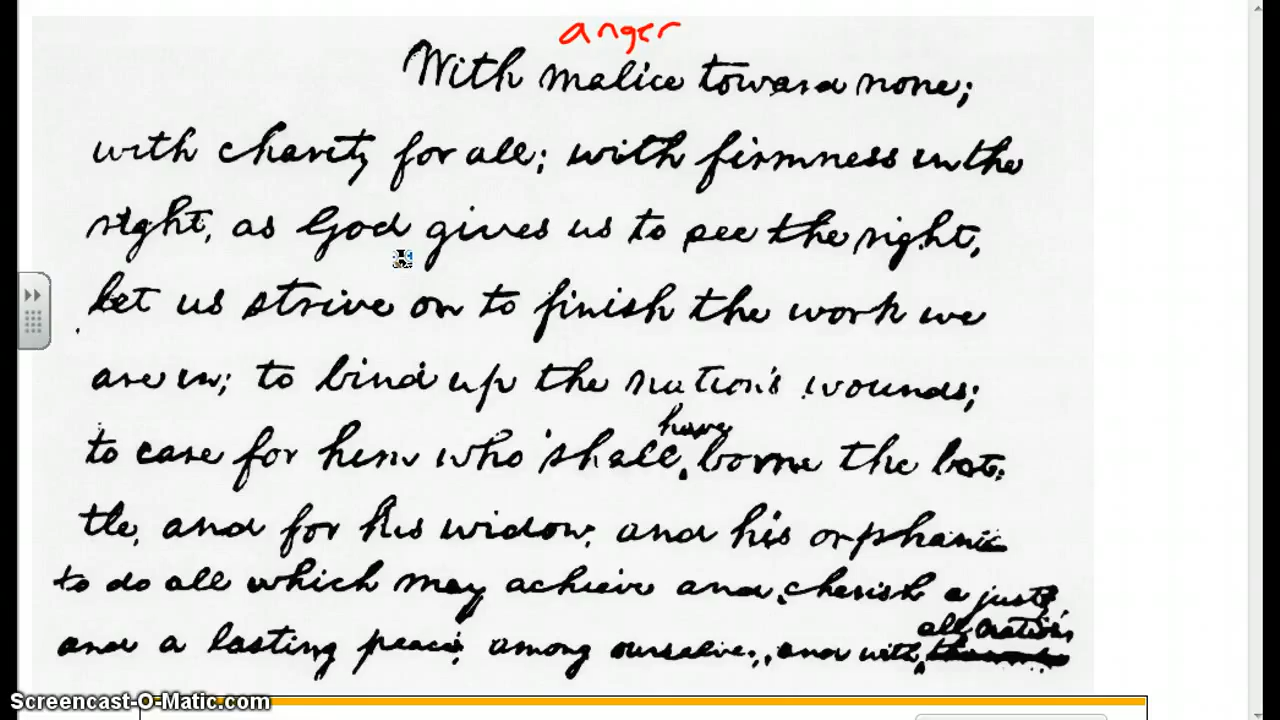 anger
With malice toward none;
with charity for all; with firmness in the
right, as God gives us to see the right,
let us strive on to finish the work we
are in; to bind up the nation's wounds;
have
to care for him who shall borne the bat-
tle, and for his widow, and his orphan
to do all which may achieve and cherish a just,
all nations
and a lasting peace, among ourselves, and with
Screencast-O-Matic.com